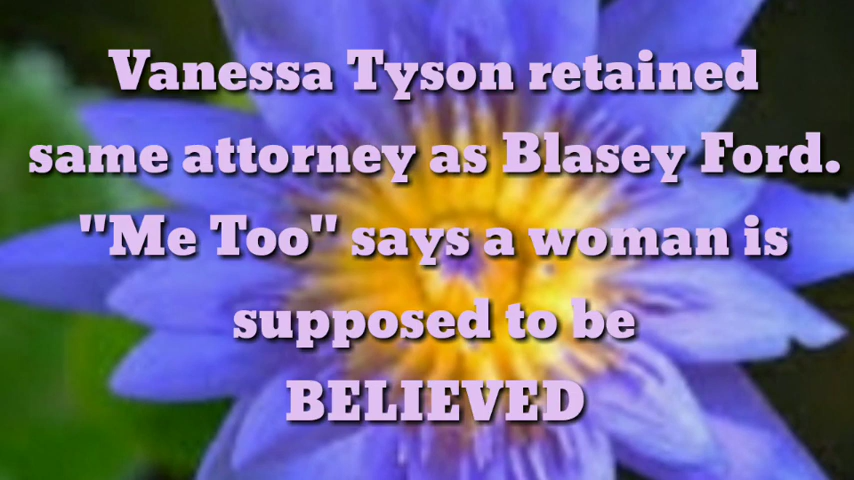 Vanessa Tyson retained
same attorney as Blasey Ford.
"Me Too" says a woman is
supposed to be
BELIEVED